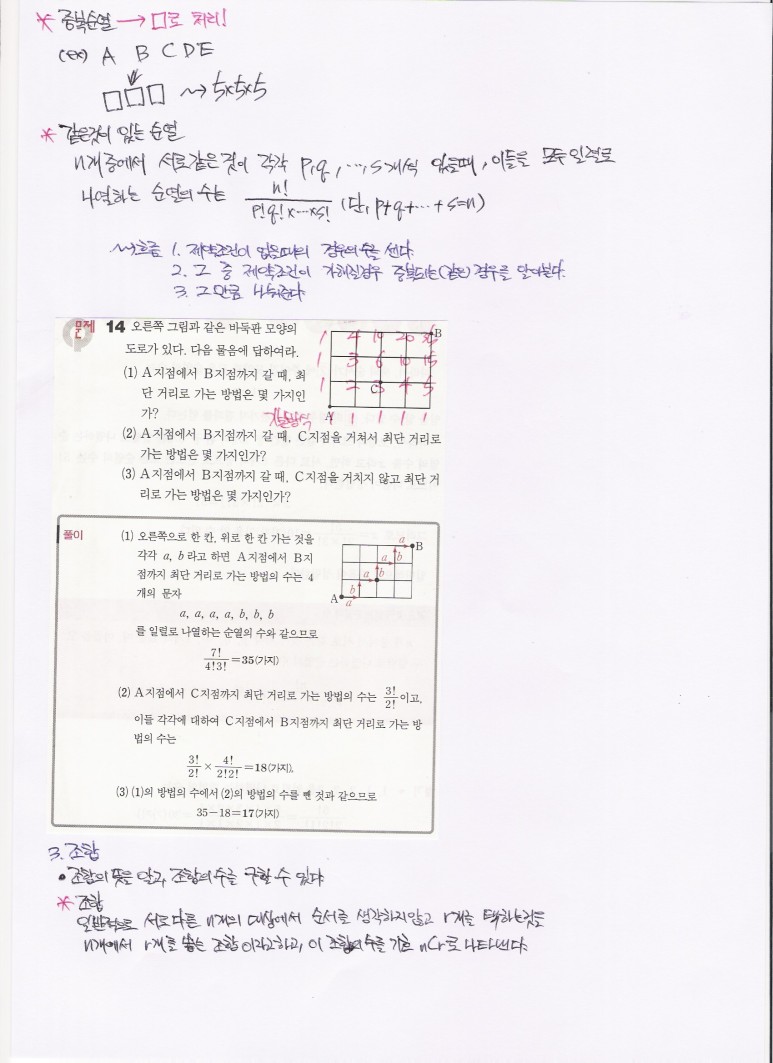 * 중복순열 → □로 처리!
(ex) A B C D E
□□□ ~> 5×5×5
* 같은것이 있는 순열
n개 중에서 서로 같은 것이 각각 p, q, …, s개씩 있을때, 이들을 모두 일렬로
나열하는 순열의 수는 n! / p!q!×…×s! (단, p+q+…+s=n)
~>흐름 1. 제약조건이 없을때의 경우의수를 센다.
2. 그 중 제약조건이 가해질경우 중복되는(같은) 경우를 알아본다.
3. 그만큼 나눠준다
문제 14 오른쪽 그림과 같은 바둑판 모양의
도로가 있다. 다음 물음에 답하여라.
(1) A지점에서 B지점까지 갈 때, 최
단 거리로 가는 방법은 몇 가지인
가?
(2) A지점에서 B지점까지 갈 때, C지점을 거쳐서 최단 거리로
가는 방법은 몇 가지인가?
(3) A지점에서 B지점까지 갈 때, C지점을 거치지 않고 최단 거
리로 가는 방법은 몇 가지인가?
1 4 10 20 35 B
1 3 6 10 15
1 2 3 4 5
C
A 1 1 1 1 1
풀이
(1) 오른쪽으로 한 칸, 위로 한 칸 가는 것을
각각 a, b라고 하면 A지점에서 B지
점까지 최단 거리로 가는 방법의 수는 4
개의 문자
a, a, a, a, b, b, b
를 일렬로 나열하는 순열의 수와 같으므로
7!/4!3! =35(가지)
a B
a b
a b
b
A a
(2) A지점에서 C지점까지 최단 거리로 가는 방법의 수는 3!/2! 이고,
이들 각각에 대하여 C지점에서 B지점까지 최단 거리로 가는 방
법의 수는
3!/2! × 4!/2!2! =18(가지).
(3) (1)의 방법의 수에서 (2)의 방법의 수를 뺀 것과 같으므로
35-18=17(가지)
3. 조합
• 조합의 뜻을 알고, 조합의 수를 구할 수 있다
* 조합
일반적으로 서로 다른 n개의 대상에서 순서를 생각하지않고 r개를 택하는것을
n개에서 r개를 뽑는 조합이라고하고, 이 조합의 수를 기호 nCr로 나타낸다.